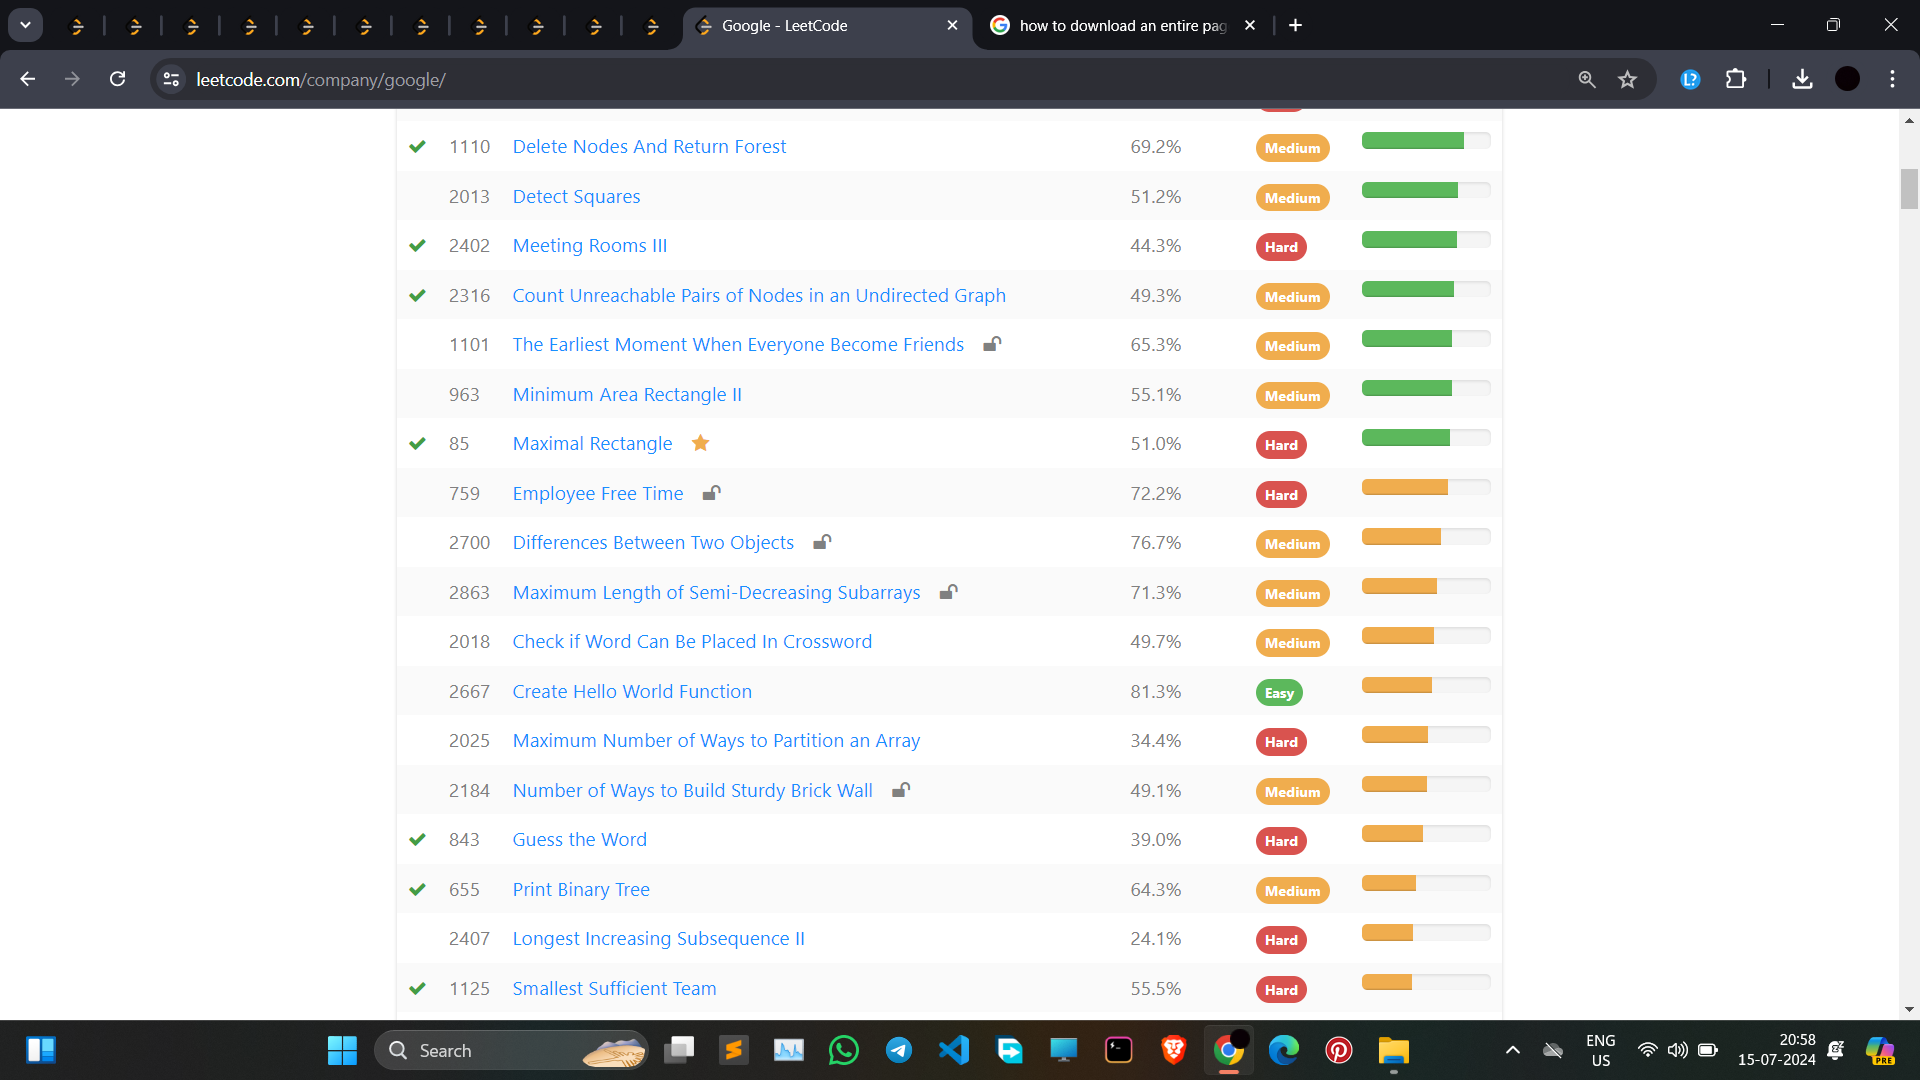 Google - LeetCode
how to download an entire pag
leetcode.com/company/google/
1110 Delete Nodes And Return Forest 69.2% Medium
2013 Detect Squares 51.2% Medium
2402 Meeting Rooms III 44.3% Hard
2316 Count Unreachable Pairs of Nodes in an Undirected Graph 49.3% Medium
1101 The Earliest Moment When Everyone Become Friends 65.3% Medium
963 Minimum Area Rectangle II 55.1% Medium
85 Maximal Rectangle 51.0% Hard
759 Employee Free Time 72.2% Hard
2700 Differences Between Two Objects 76.7% Medium
2863 Maximum Length of Semi-Decreasing Subarrays 71.3% Medium
2018 Check if Word Can Be Placed In Crossword 49.7% Medium
2667 Create Hello World Function 81.3% Easy
2025 Maximum Number of Ways to Partition an Array 34.4% Hard
2184 Number of Ways to Build Sturdy Brick Wall 49.1% Medium
843 Guess the Word 39.0% Hard
655 Print Binary Tree 64.3% Medium
2407 Longest Increasing Subsequence II 24.1% Hard
1125 Smallest Sufficient Team 55.5% Hard
Search
ENG
US
20:58
15-07-2024
PRE